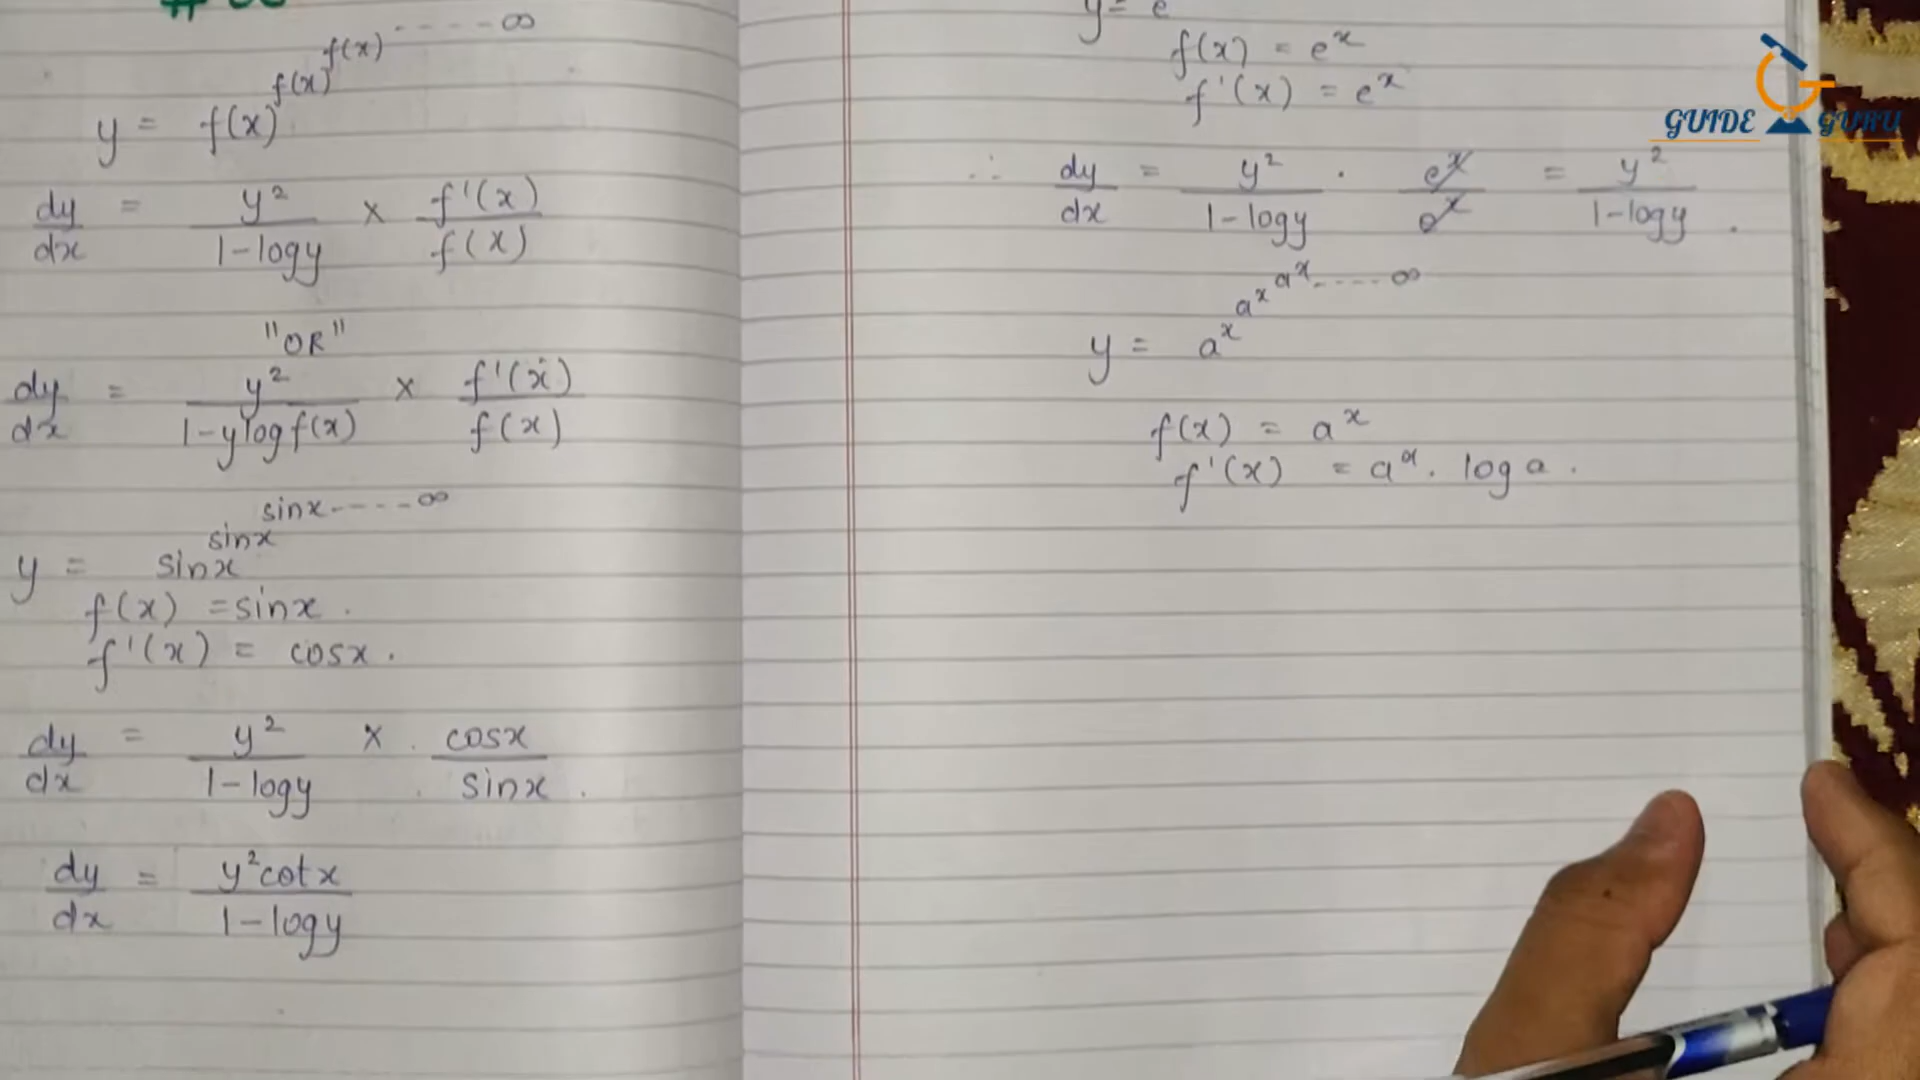 y = f(x)^f(x)^f(x)^.....∞
dy/dx = y²/(1-logy) × f'(x)/f(x)
"OR"
dy/dx = y²/(1-ylogf(x)) × f'(x)/f(x)
y = sinx^sinx^sinx.....∞
f(x) = sinx.
f'(x) = cosx.
dy/dx = y²/(1-logy) × cosx/sinx.
dy/dx = y²cotx/(1-logy)
y = e
f(x) = e^x
f'(x) = e^x
∴ dy/dx = y²/(1-logy) . e^x/e^x = y²/(1-logy).
y = a^x^a^x^a^x.....∞
f(x) = a^x
f'(x) = a^x. log a.
GUIDE GURU